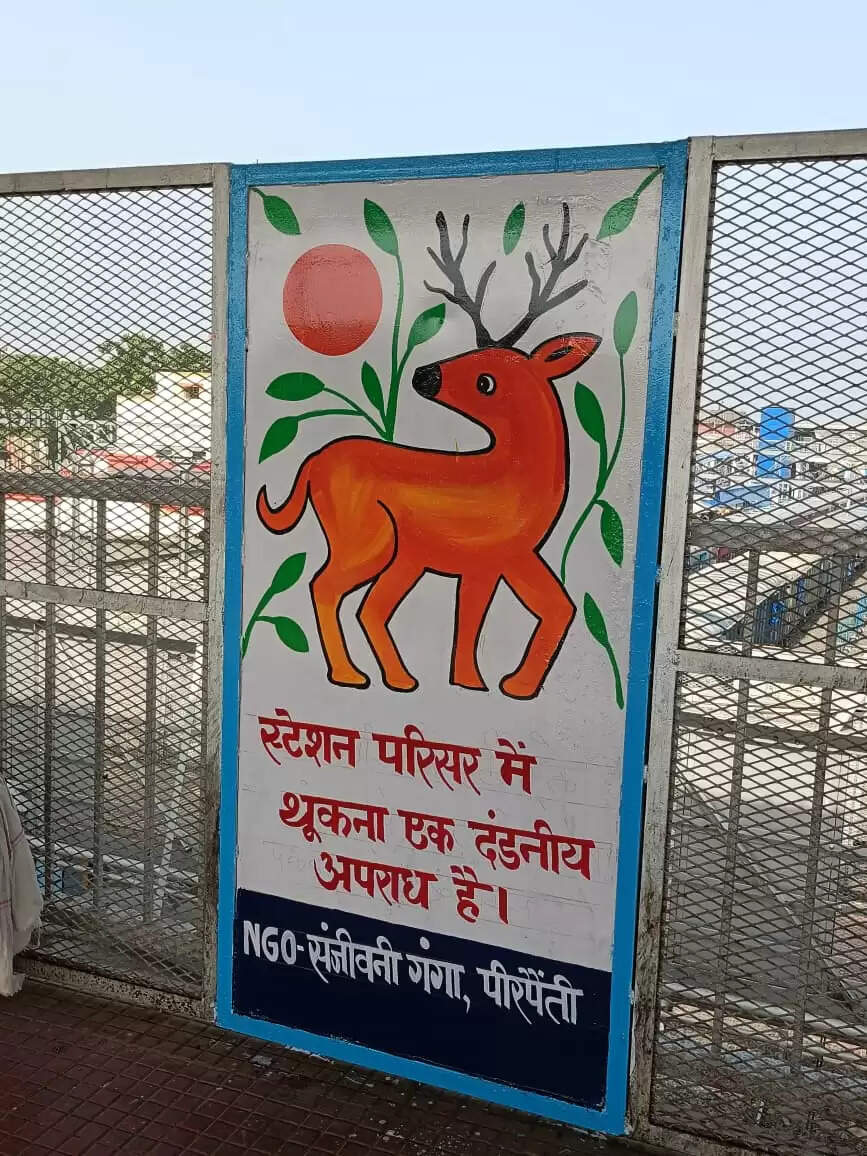 स्टेशन परिसर में
थूकना एक दंडनीय
अपराध है।
NGO-संजीवनी गंगा, पीरपैंती